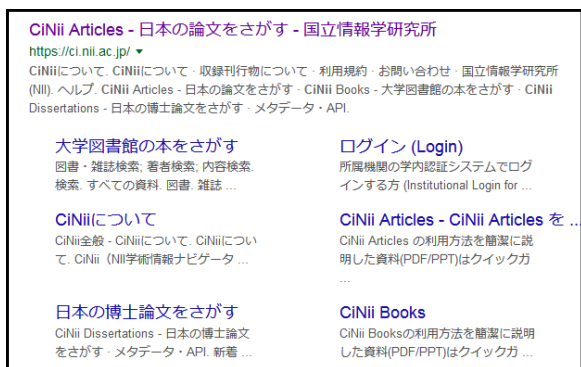 CiNii Articles - 日本の論文をさがす - 国立情報学研究所
https://ci.nii.ac.jp/ ▼
CiNiiについて. CiNiiについて · 収録刊行物について · 利用規約 · お問い合わせ · 国立情報学研究所
(NII). ヘルプ. CiNii Articles - 日本の論文をさがす · CiNii Books - 大学図書館の本をさがす · CiNii
Dissertations - 日本の博士論文をさがす · メタデータ · API.
大学図書館の本をさがす
図書・雑誌検索; 著者検索; 内容検索.
検索. すべての資料. 図書. 雑誌 ...
ログイン (Login)
所属機関の学内認証システムでログ
インする方 (Institutional Login for ...
CiNiiについて
CiNii全般 - CiNiiについて. CiNiiについ
て. CiNii（NII学術情報ナビゲータ ...
CiNii Articles - CiNii Articles を ...
CiNii Articles の利用方法を簡潔に説
明した資料(PDF/PPT)はクイックガ
...
日本の博士論文をさがす
CiNii Dissertations - 日本の博士論文
をさがす · メタデータ · API. 新着 ...
CiNii Books
CiNii Booksの利用方法を簡潔に説明
した資料(PDF/PPT)はクイックガ ...